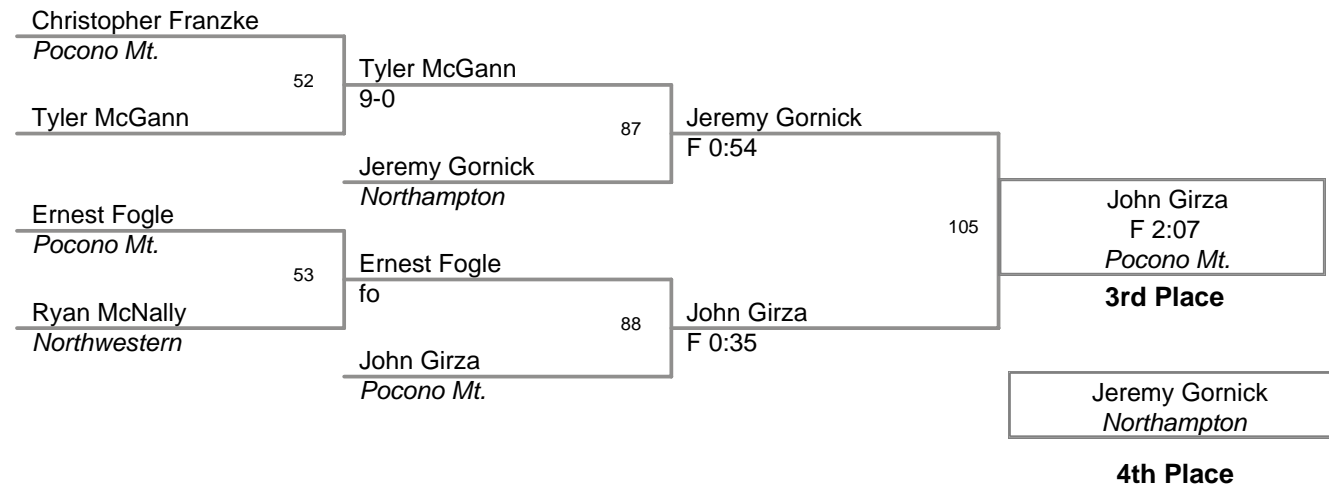 Christopher Franzke
Pocono Mt.
52
Tyler McGann
Tyler McGann
9-0
87
Jeremy Gornick
Northampton
Jeremy Gornick
F 0:54
Ernest Fogle
Pocono Mt.
53
Ryan McNally
Northwestern
Ernest Fogle
fo
88
John Girza
Pocono Mt.
John Girza
F 0:35
105
John Girza
F 2:07
Pocono Mt.
3rd Place
Jeremy Gornick
Northampton
4th Place